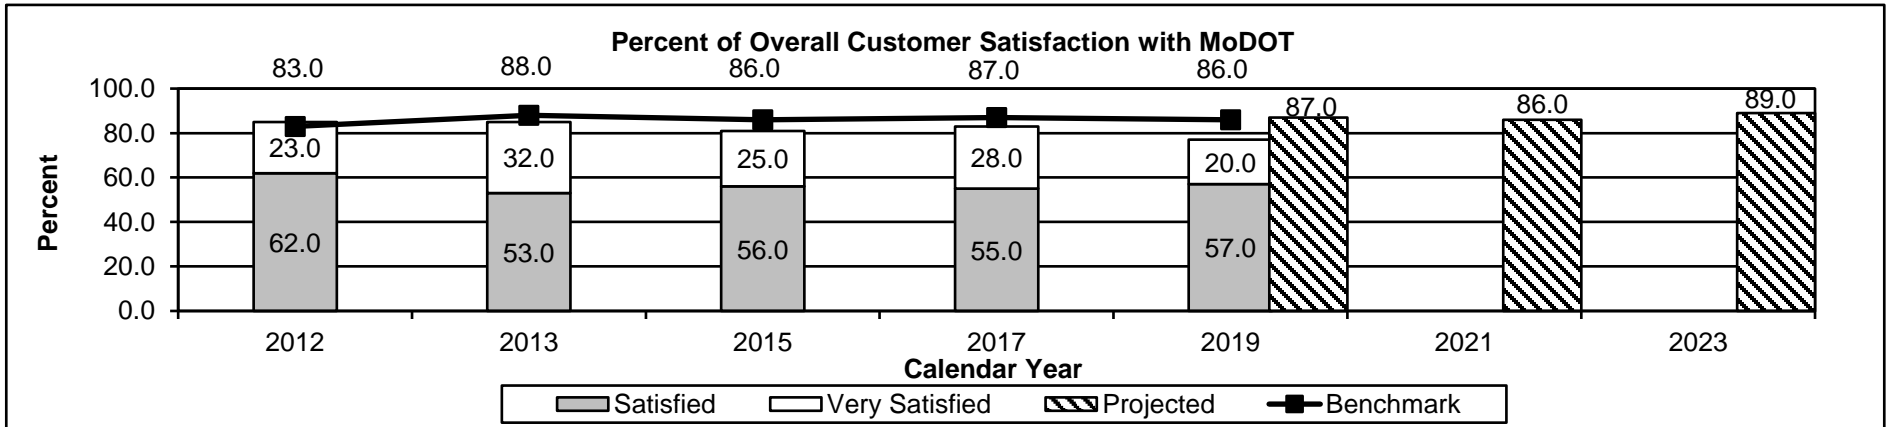 Percent of Overall Customer Satisfaction with MoDOT
83.0 88.0 86.0 87.0 86.0
100.0 87.0 86.0 89.0
80.0
23.0 32.0 25.0 28.0 20.0
60.0
Percent
40.0
62.0 53.0 56.0 55.0 57.0
20.0
0.0
2012 2013 2015 2017 2019 2021 2023
Calendar Year
Satisfied Very Satisfied Projected Benchmark